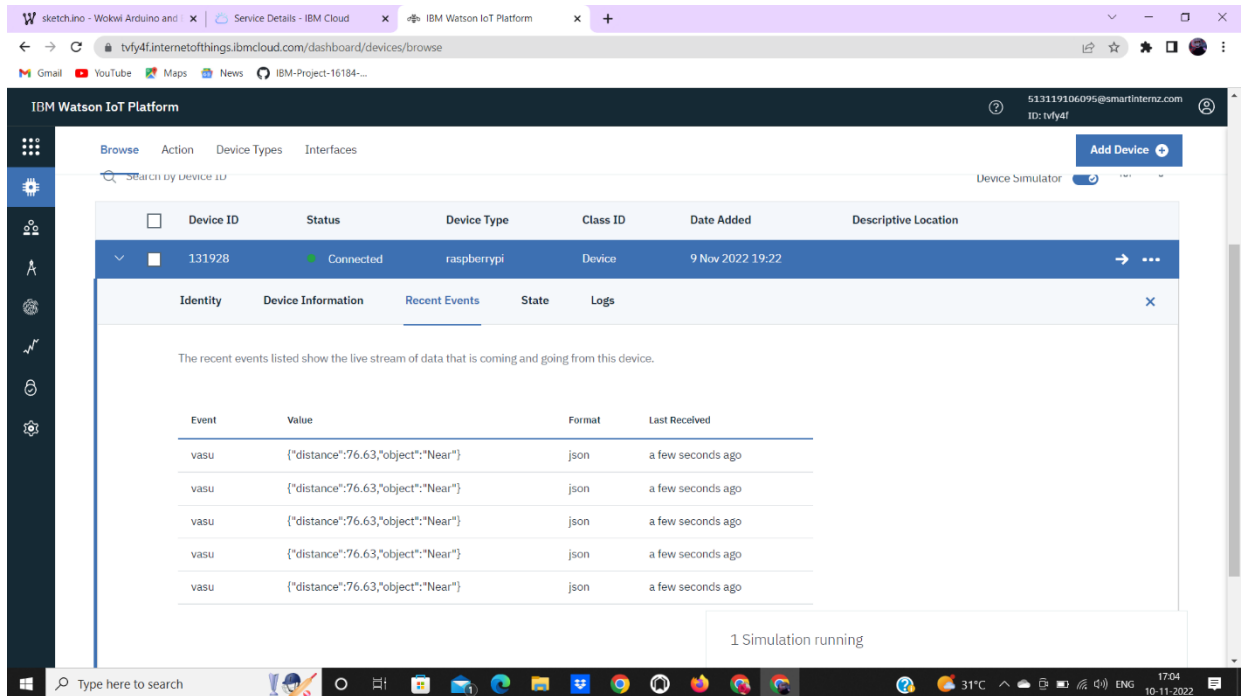 sketch.ino - Wokwi Arduino and
Service Details - IBM Cloud
IBM Watson IoT Platform
tvfy4f.internetofthings.ibmcloud.com/dashboard/devices/browse
Gmail YouTube Maps News IBM-Project-16184-...
IBM Watson IoT Platform
513119106095@smartinternz.com
ID: tvfy4f
Browse Action Device Types Interfaces
Add Device
Search by Device ID
Device Simulator
Device ID Status Device Type Class ID Date Added Descriptive Location
131928 Connected raspberrypi Device 9 Nov 2022 19:22
Identity Device Information Recent Events State Logs
The recent events listed show the live stream of data that is coming and going from this device.
Event Value Format Last Received
vasu {"distance":76.63,"object":"Near"} json a few seconds ago
vasu {"distance":76.63,"object":"Near"} json a few seconds ago
vasu {"distance":76.63,"object":"Near"} json a few seconds ago
vasu {"distance":76.63,"object":"Near"} json a few seconds ago
vasu {"distance":76.63,"object":"Near"} json a few seconds ago
1 Simulation running
Type here to search
31°C
ENG
17:04
10-11-2022